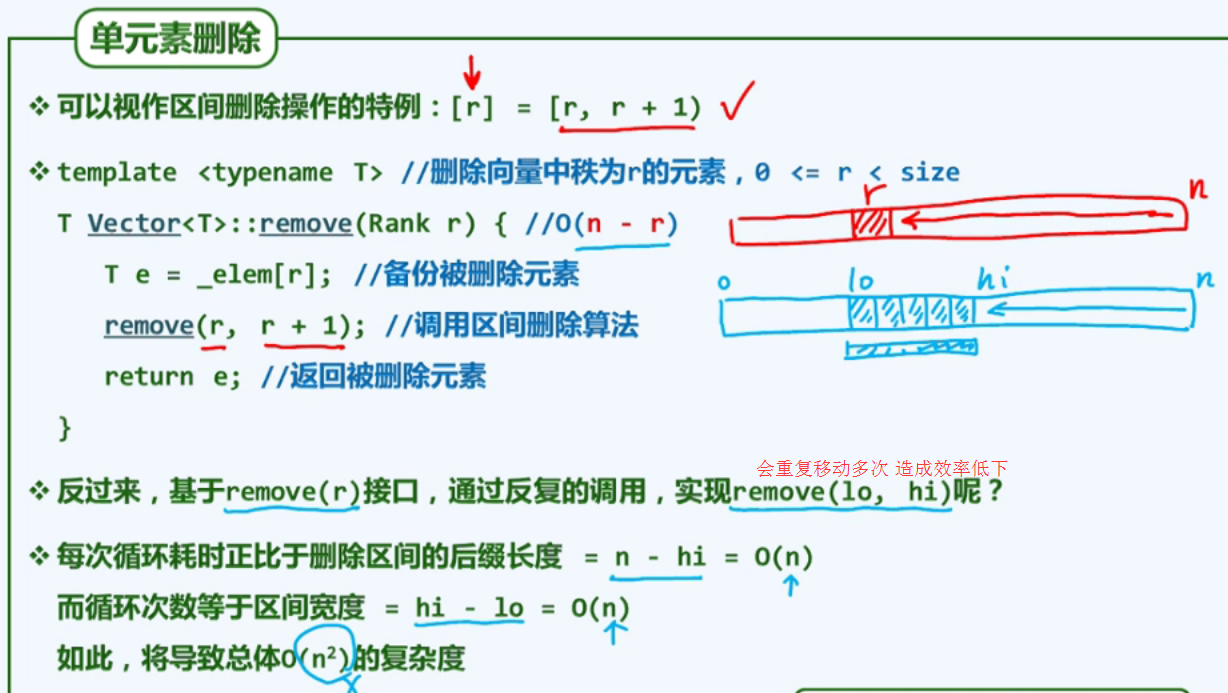 单元素删除
❖ 可以视作区间删除操作的特例：[r] = [r, r + 1)
❖ template <typename T> //删除向量中秩为r的元素，0 <= r < size
T Vector<T>::remove(Rank r) { //O(n - r)
r
n
T e = _elem[r]; //备份被删除元素
0
lo
hi
n
remove(r, r + 1); //调用区间删除算法
return e; //返回被删除元素
}
会重复移动多次 造成效率低下
❖ 反过来，基于remove(r)接口，通过反复的调用，实现remove(lo, hi)呢？
❖ 每次循环耗时正比于删除区间的后缀长度 = n - hi = O(n)
而循环次数等于区间宽度 = hi - lo = O(n)
如此，将导致总体O(n²)的复杂度